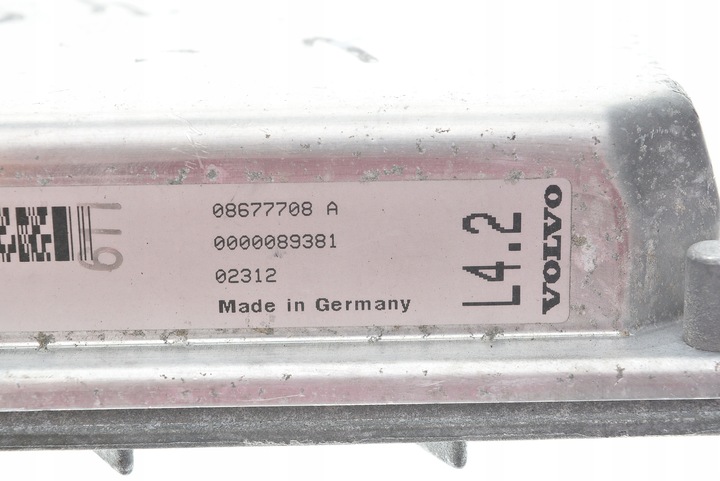 08677708 A
0000089381
02312
Made in Germany
L4.2
VOLVO